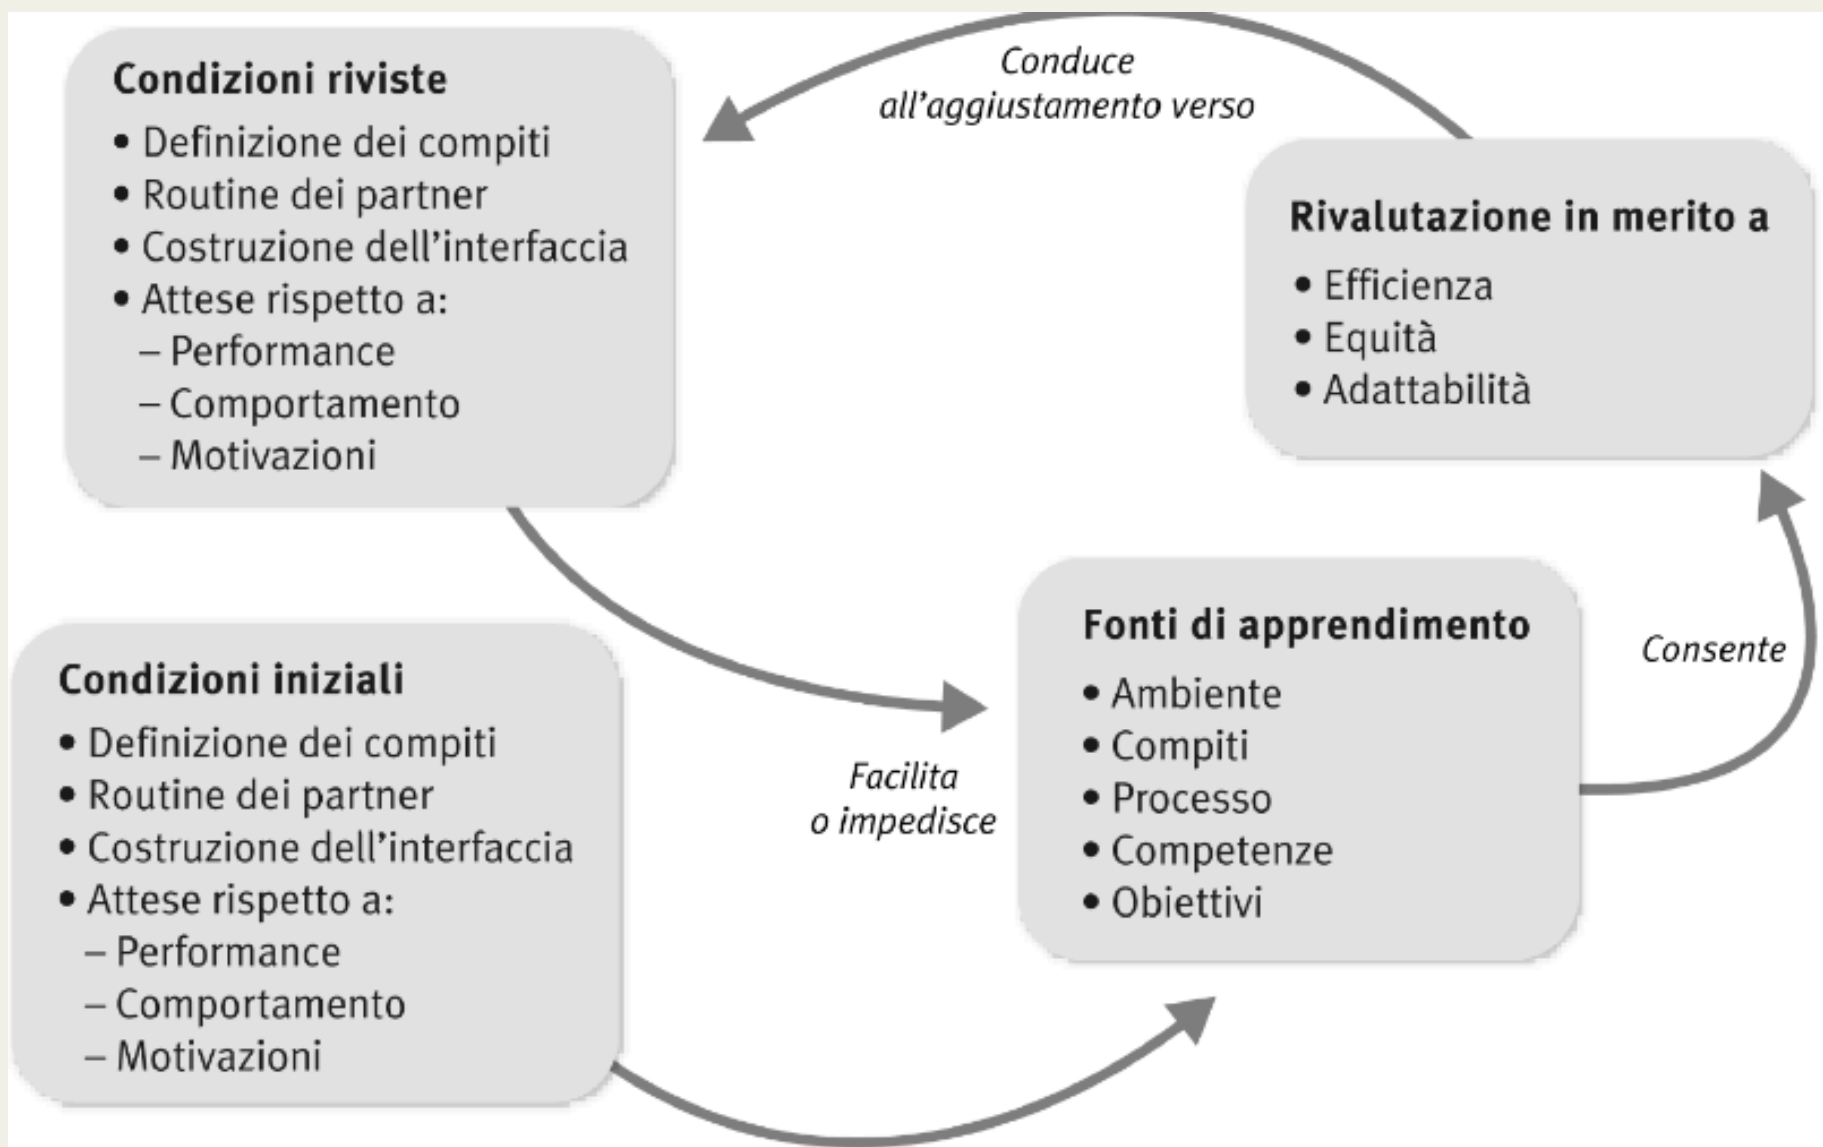 Condizioni riviste
• Definizione dei compiti
• Routine dei partner
• Costruzione dell'interfaccia
• Attese rispetto a:
– Performance
– Comportamento
– Motivazioni
Conduce
all'aggiustamento verso
Rivalutazione in merito a
• Efficienza
• Equità
• Adattabilità
Condizioni iniziali
• Definizione dei compiti
• Routine dei partner
• Costruzione dell'interfaccia
• Attese rispetto a:
– Performance
– Comportamento
– Motivazioni
Facilita
o impedisce
Fonti di apprendimento
• Ambiente
• Compiti
• Processo
• Competenze
• Obiettivi
Consente